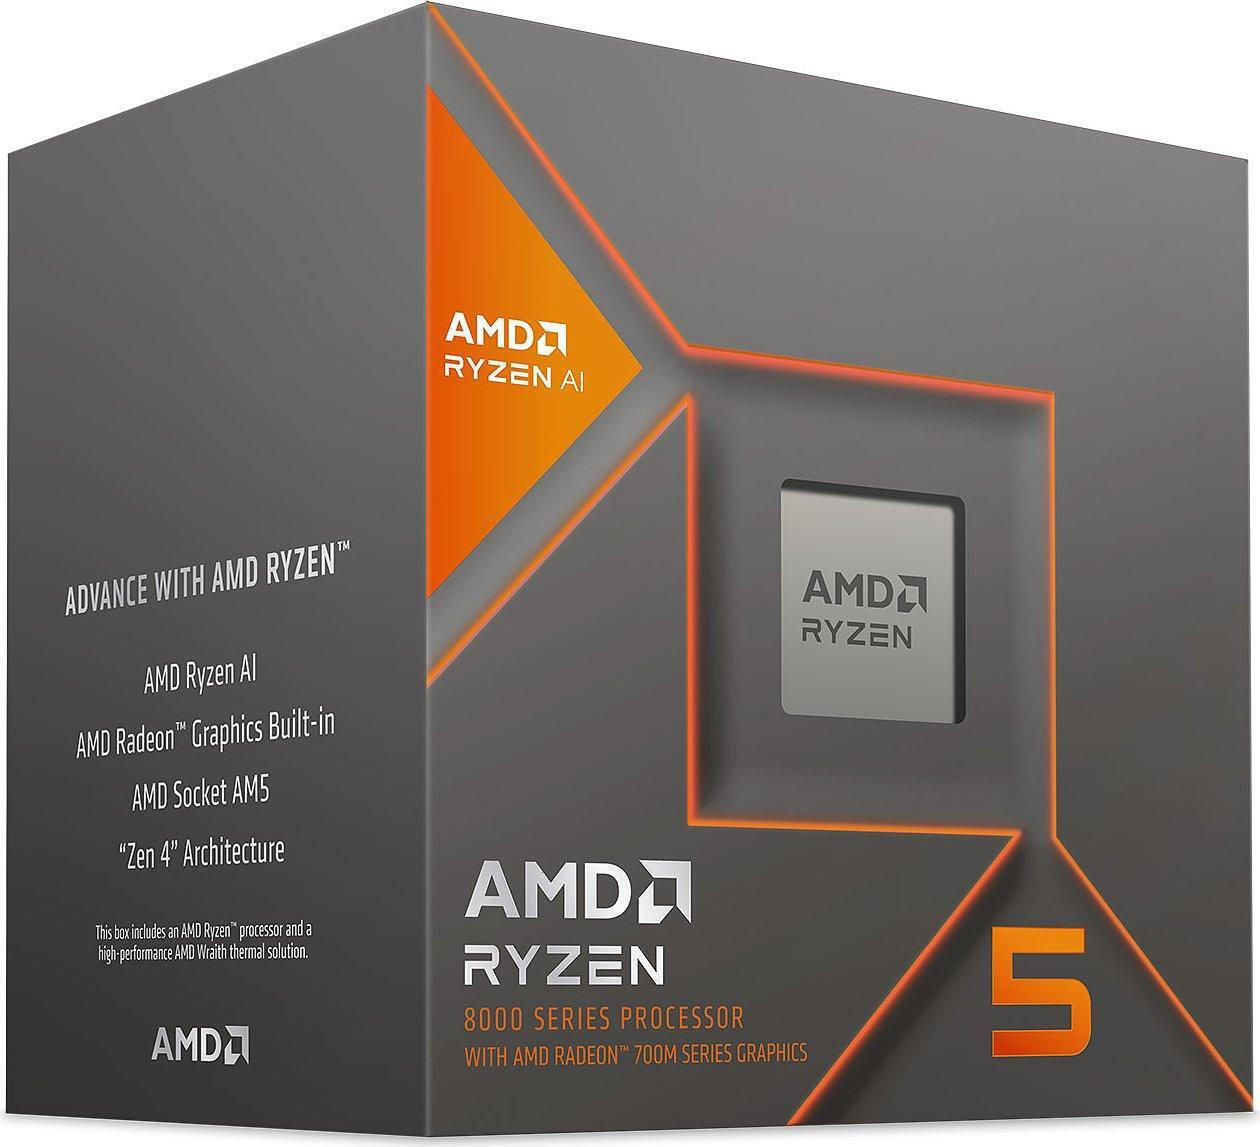 ADVANCE WITH AMD RYZEN™
AMD Ryzen AI
AMD Radeon™ Graphics Built-in
AMD Socket AM5
“Zen 4” Architecture
This box includes an AMD Ryzen™ processor and a
high-performance AMD Wraith thermal solution.
AMD
AMD
RYZEN AI
AMD
RYZEN
AMD
RYZEN
8000 SERIES PROCESSOR
WITH AMD RADEON™ 700M SERIES GRAPHICS
5